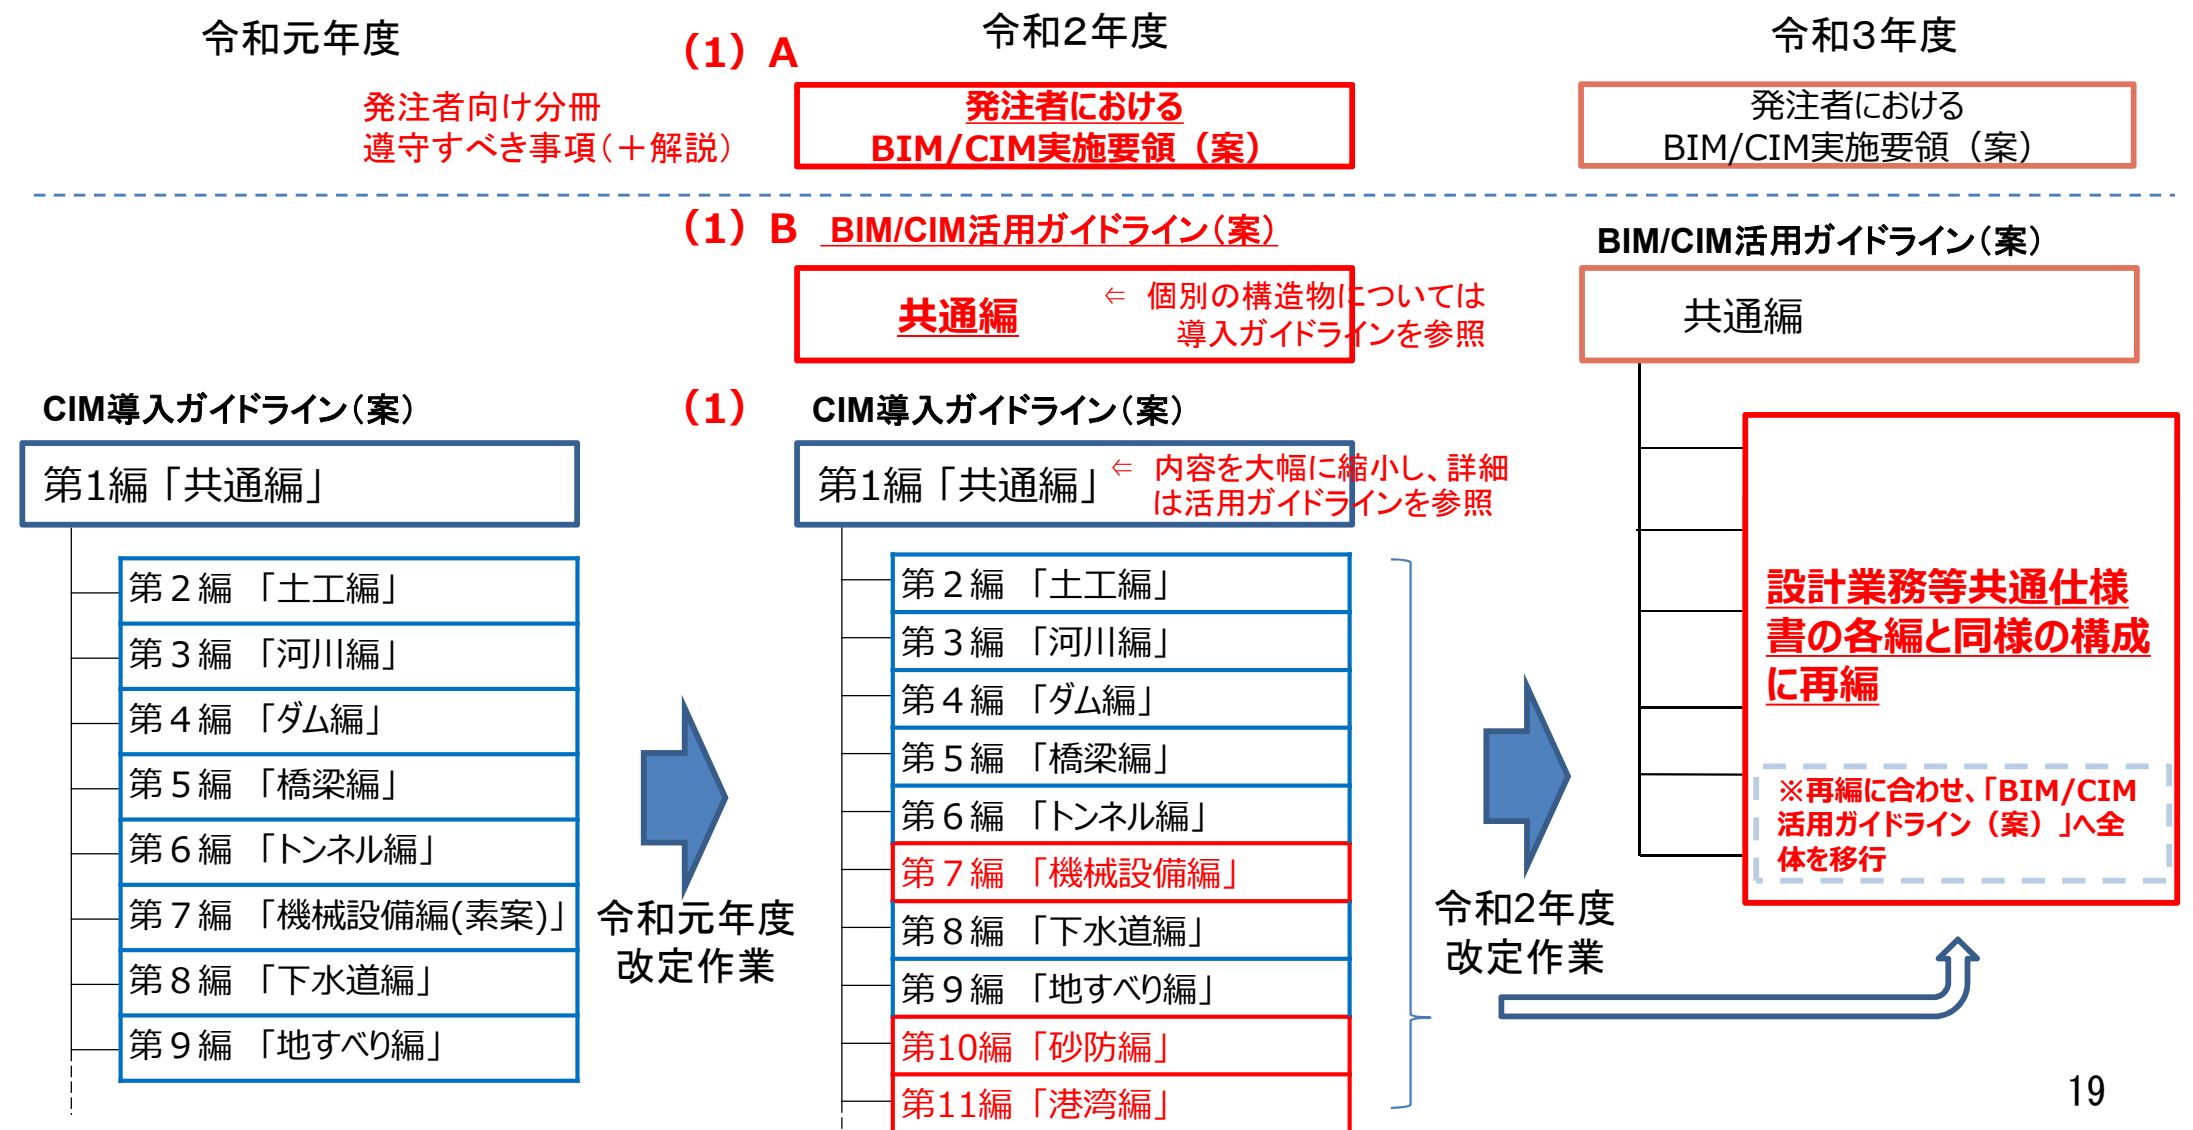 令和元年度
(1) A
令和2年度
令和3年度
発注者向け分冊
遵守すべき事項(+解説)
発注者における
BIM/CIM実施要領（案）
発注者における
BIM/CIM実施要領（案）
(1) B BIM/CIM活用ガイドライン(案)
BIM/CIM活用ガイドライン(案)
共通編
⇐ 個別の構造物については
導入ガイドラインを参照
共通編
CIM導入ガイドライン(案)
(1) CIM導入ガイドライン(案)
第1編「共通編」
第1編「共通編」
⇐ 内容を大幅に縮小し、詳細
は活用ガイドラインを参照
第2編 「土工編」
第3編 「河川編」
第4編 「ダム編」
第5編 「橋梁編」
第6編 「トンネル編」
第7編 「機械設備編(素案)」
第8編 「下水道編」
第9編 「地すべり編」
令和元年度
改定作業
第2編 「土工編」
第3編 「河川編」
第4編 「ダム編」
第5編 「橋梁編」
第6編 「トンネル編」
第7編 「機械設備編」
第8編 「下水道編」
第9編 「地すべり編」
第10編「砂防編」
第11編「港湾編」
令和2年度
改定作業
設計業務等共通仕様
書の各編と同様の構成
に再編
※再編に合わせ、「BIM/CIM
活用ガイドライン（案）」へ全
体を移行
19